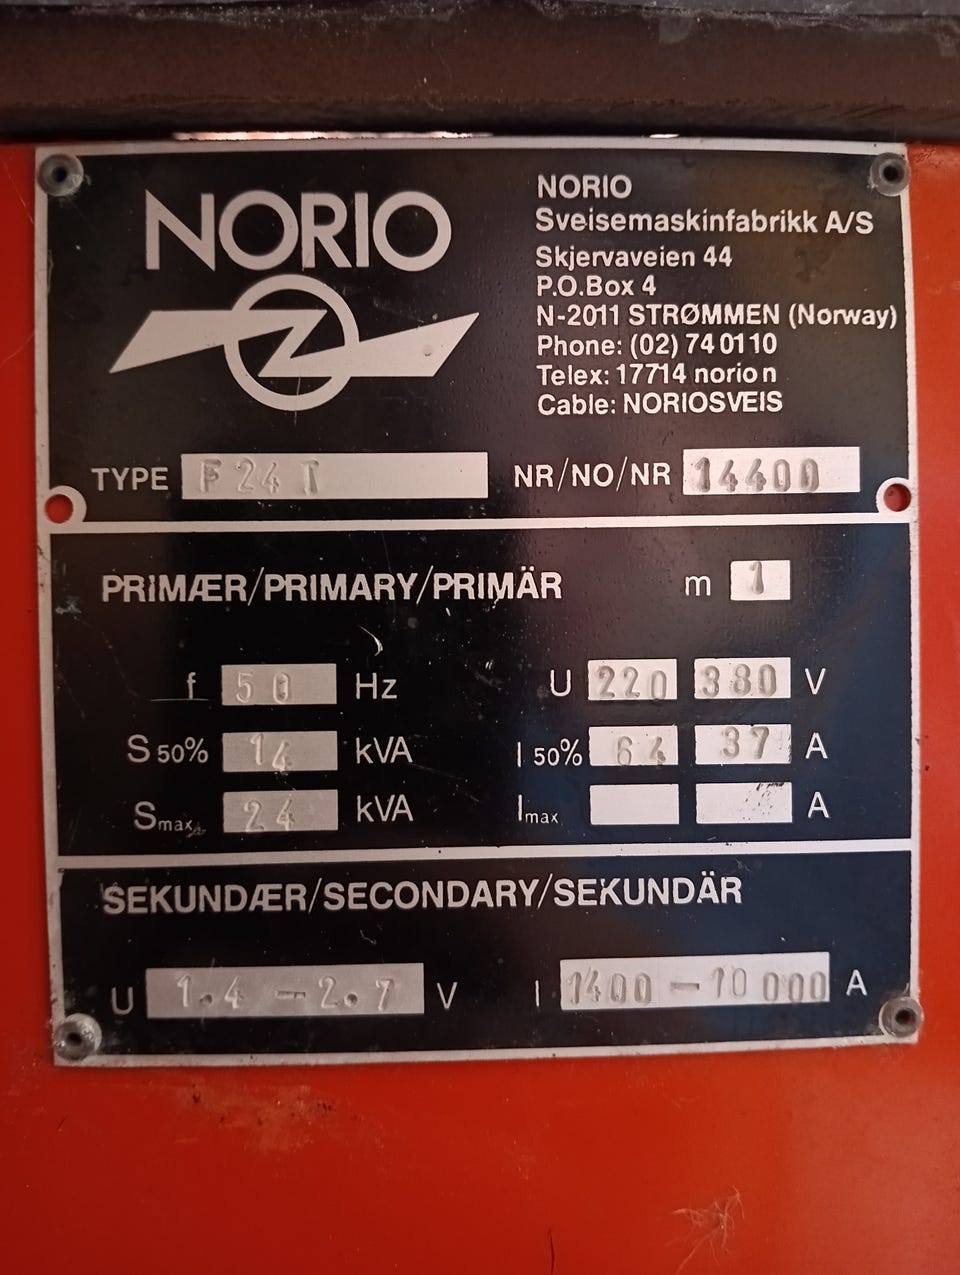 NORIO
NORIO
Sveisemaskinfabrikk A/S
Skjervaveien 44
P.O.Box 4
N-2011 STRØMMEN (Norway)
Phone: (02) 74 01 10
Telex: 17714 norio n
Cable: NORIOSVEIS
TYPE F 24 T NR/NO/NR 14400
PRIMÆR/PRIMARY/PRIMÄR m 1
f 50 Hz U 220 380 V
S 50% 14 kVA I 50% 64 37 A
Smax 24 kVA Imax A
SEKUNDÆR/SECONDARY/SEKUNDÄR
U 1.4 – 2.7 V I 1400 – 10 000 A